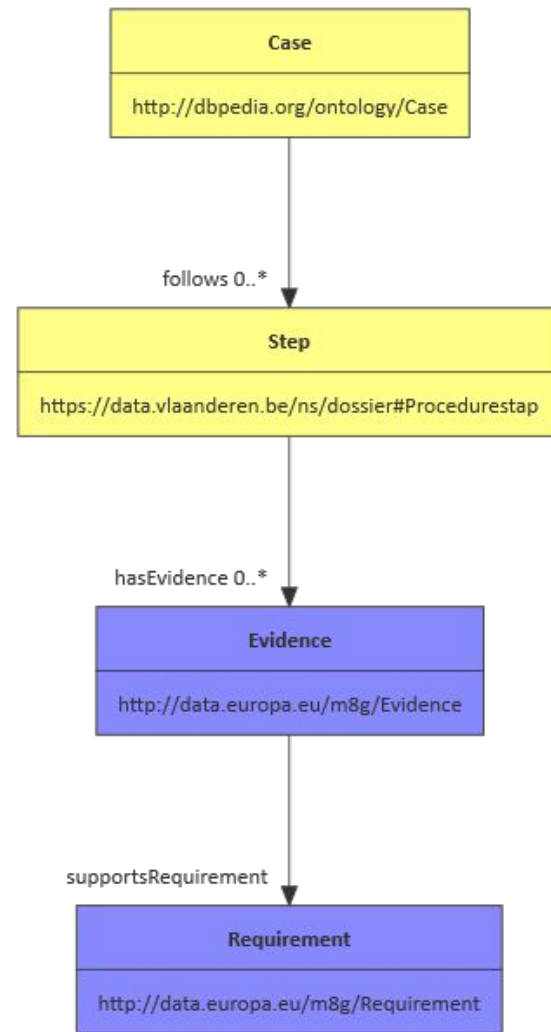 Case
http://dbpedia.org/ontology/Case
follows 0..*
Step
https://data.vlaanderen.be/ns/dossier#Procedurestap
hasEvidence 0..*
Evidence
http://data.europa.eu/m8g/Evidence
supportsRequirement
Requirement
http://data.europa.eu/m8g/Requirement